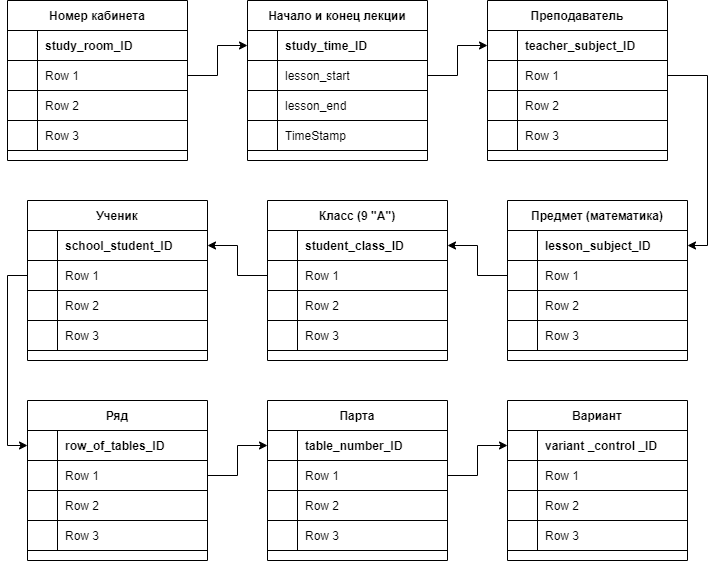 Номер кабинета
study_room_ID
Row 1
Row 2
Row 3
Начало и конец лекции
study_time_ID
lesson_start
lesson_end
TimeStamp
Преподаватель
teacher_subject_ID
Row 1
Row 2
Row 3
Ученик
school_student_ID
Row 1
Row 2
Row 3
Класс (9 "А")
student_class_ID
Row 1
Row 2
Row 3
Предмет (математика)
lesson_subject_ID
Row 1
Row 2
Row 3
Ряд
row_of_tables_ID
Row 1
Row 2
Row 3
Парта
table_number_ID
Row 1
Row 2
Row 3
Вариант
variant _control _ID
Row 1
Row 2
Row 3